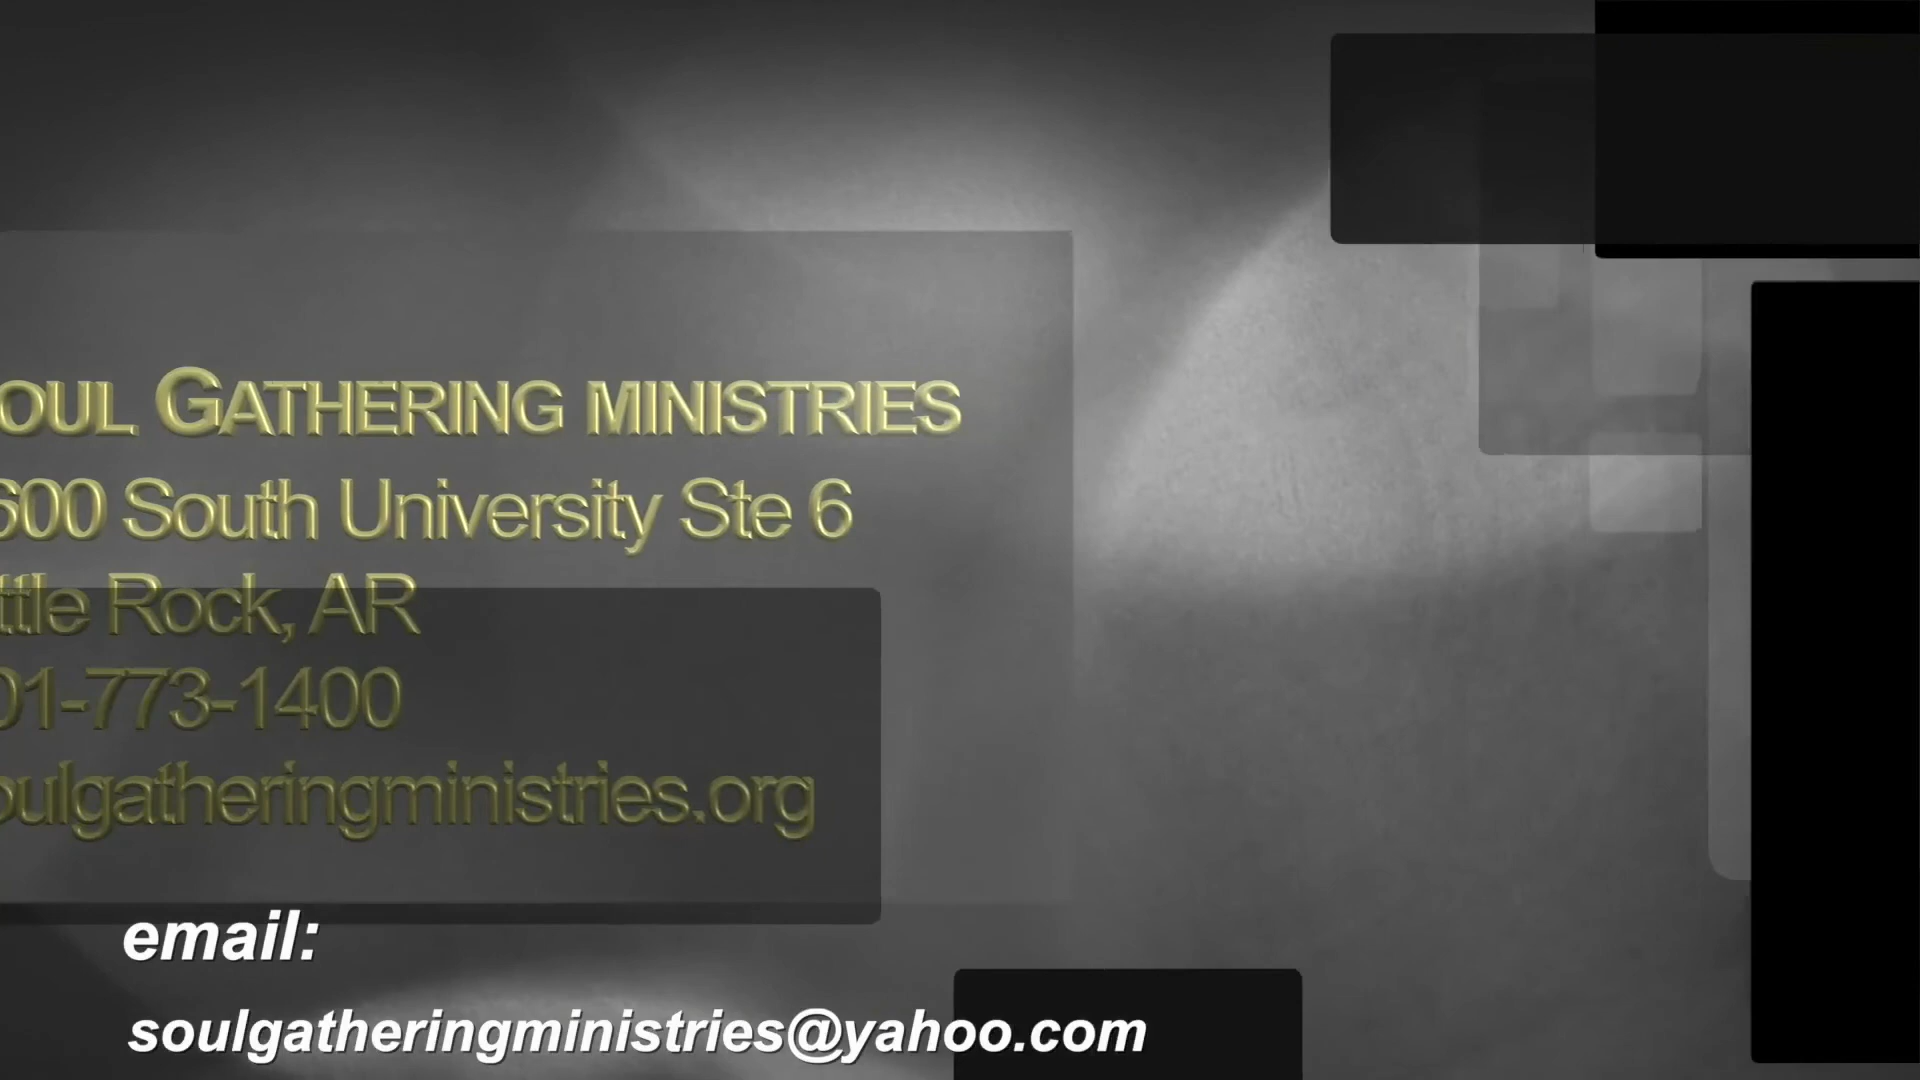 OUL GATHERING MINISTRIES
600 South University Ste 6
ttle Rock, AR
01-773-1400
oulgatheringministries.org
email:
soulgatheringministries@yahoo.com